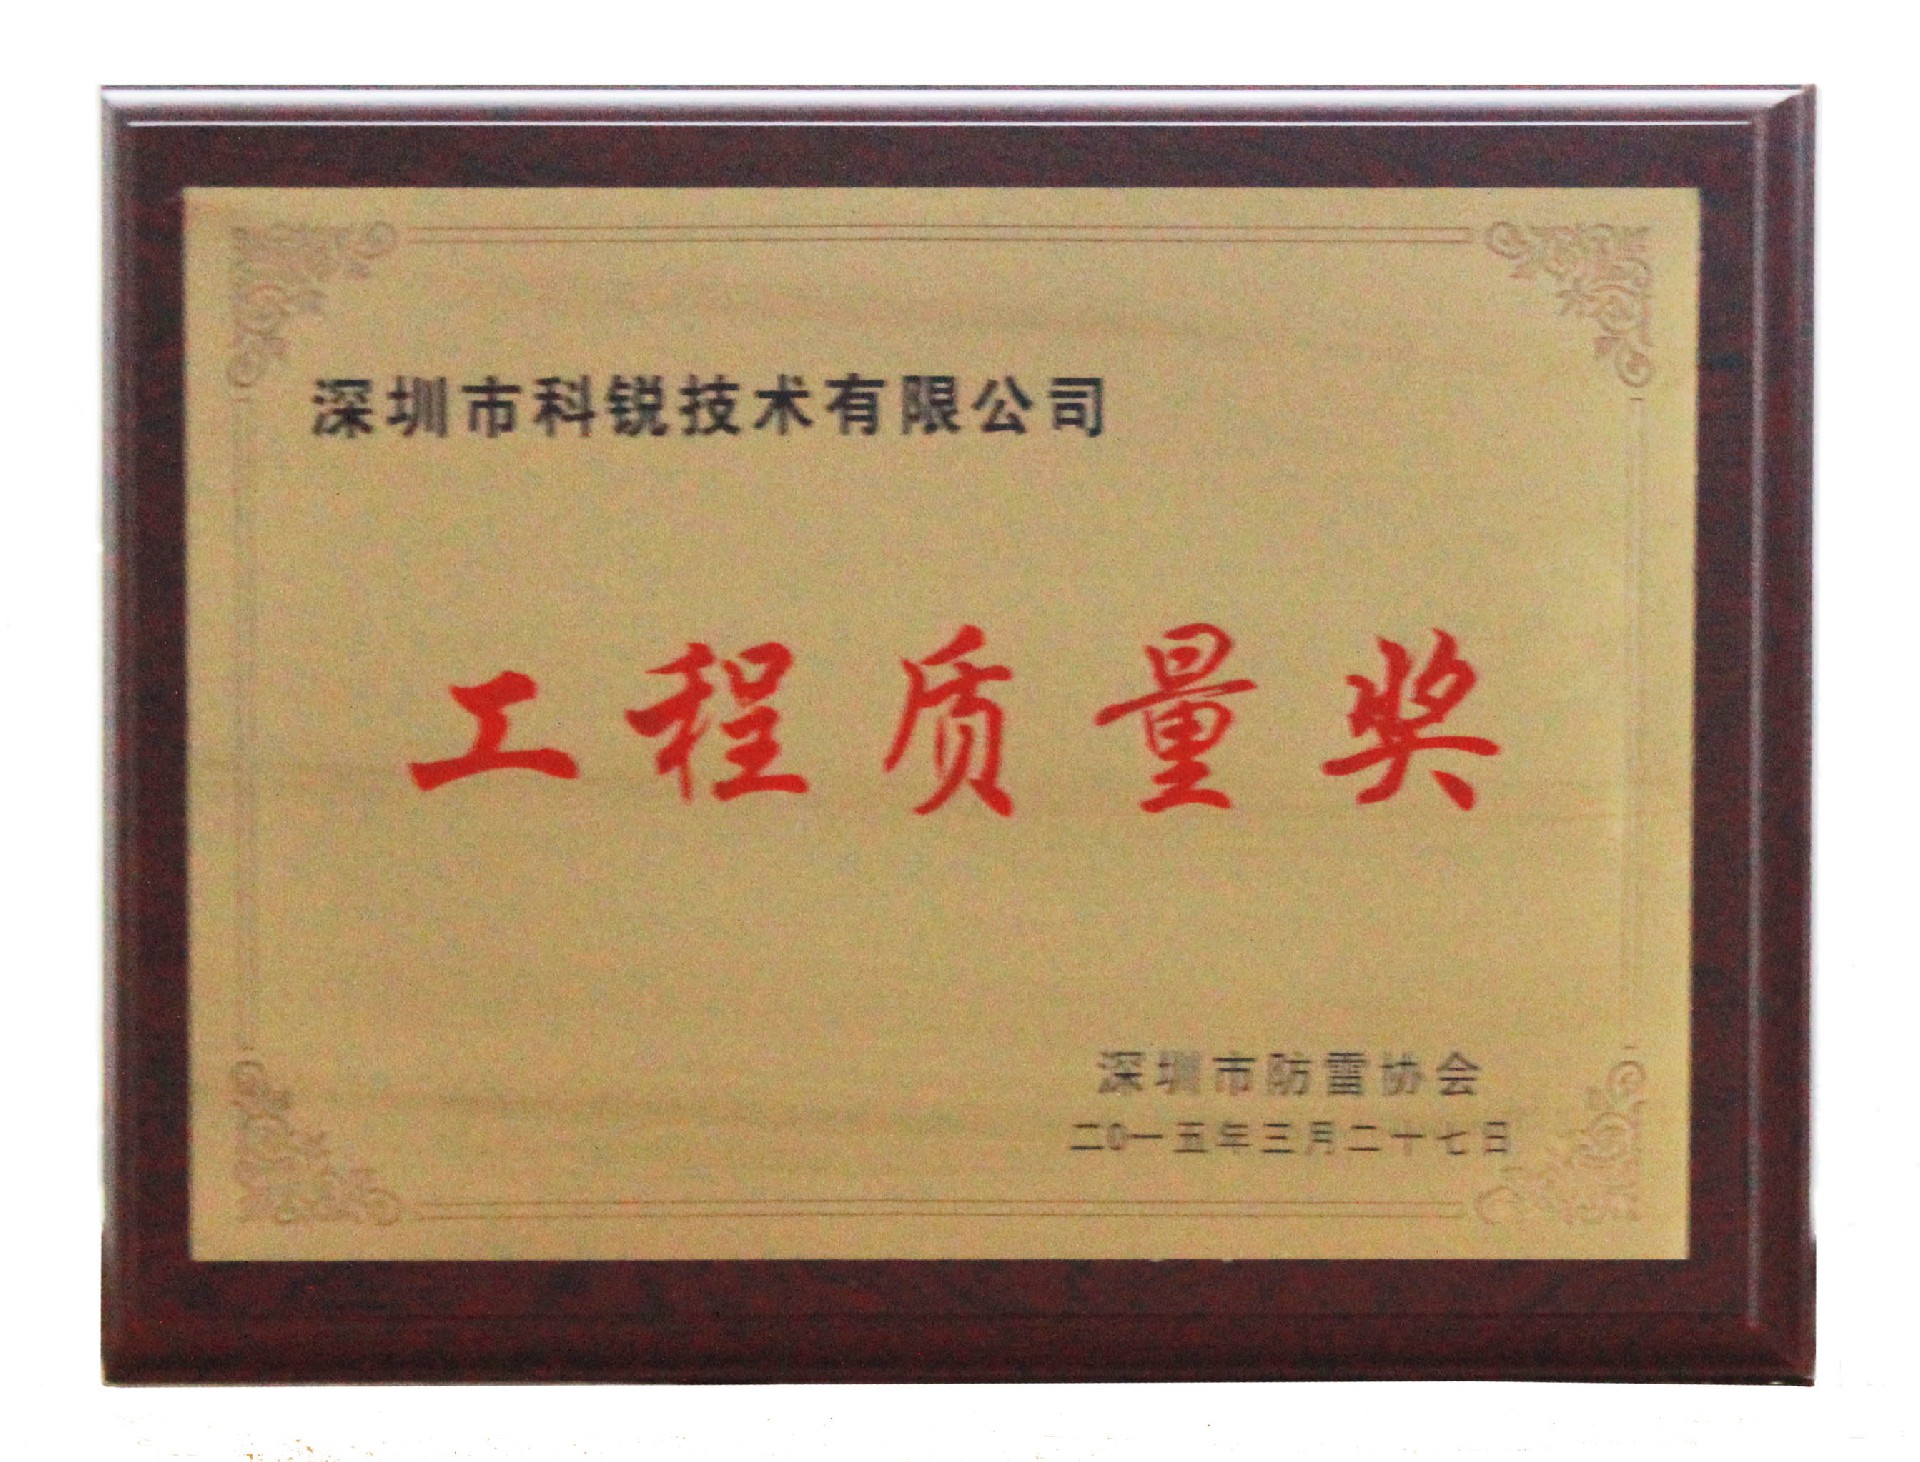 深圳市科锐技术有限公司
工程质量奖
深圳市防雷协会
二0一五年三月二十七日